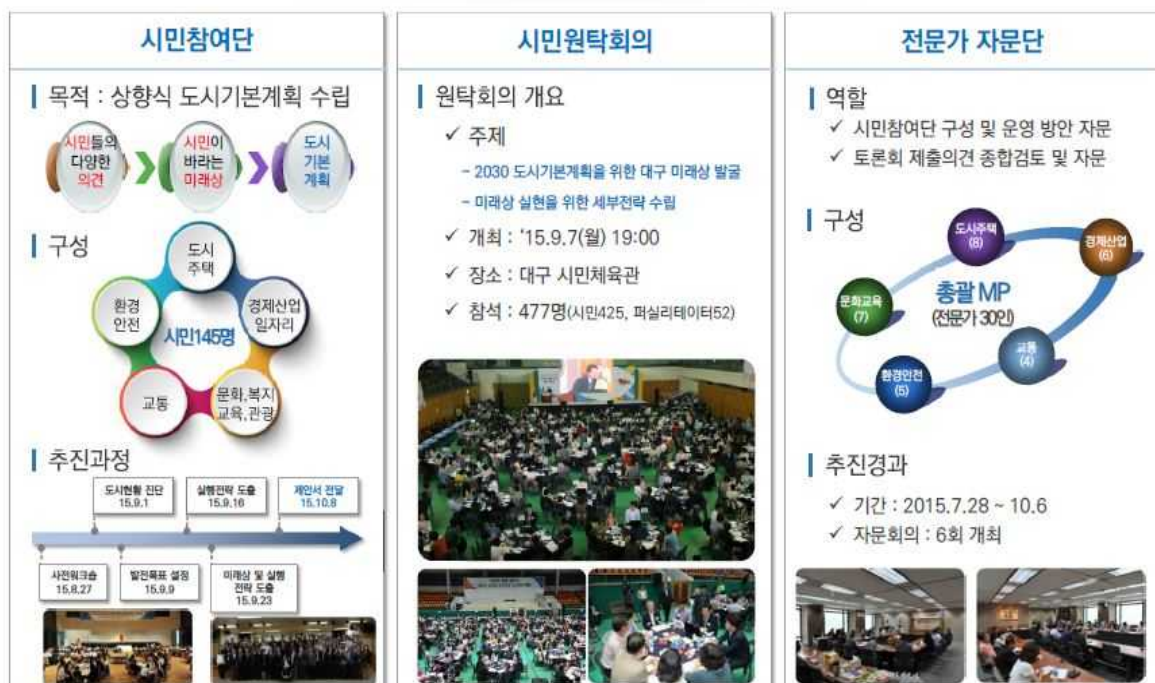 시민참여단
목적 : 상향식 도시기본계획 수립
시민들의
다양한
의견
시민이
바라는
미래상
도시
기본
계획
구성
도시
주택
환경
안전
경제산업
일자리
시민145명
교통
문화,복지
교육,관광
추진과정
도시현황 진단
15.9.1
실행전략 도출
15.9.16
제안서 전달
15.10.8
사전워크숍
15.8.27
발전목표 설정
15.9.9
미래상 및 실행
전략 도출
15.9.23
시민원탁회의
원탁회의 개요
✓ 주제
- 2030 도시기본계획을 위한 대구 미래상 발굴
- 미래상 실현을 위한 세부전략 수립
✓ 개최 : '15.9.7(월) 19:00
✓ 장소 : 대구 시민체육관
✓ 참석 : 477명(시민425, 퍼실리테이터52)
전문가 자문단
역할
✓ 시민참여단 구성 및 운영 방안 자문
✓ 토론회 제출의견 종합검토 및 자문
구성
도시주택
(8)
경제산업
(6)
문화교육
(7)
총괄 MP
(전문가 30인)
교통
(4)
환경안전
(5)
추진경과
✓ 기간 : 2015.7.28 ~ 10.6
✓ 자문회의 : 6회 개최